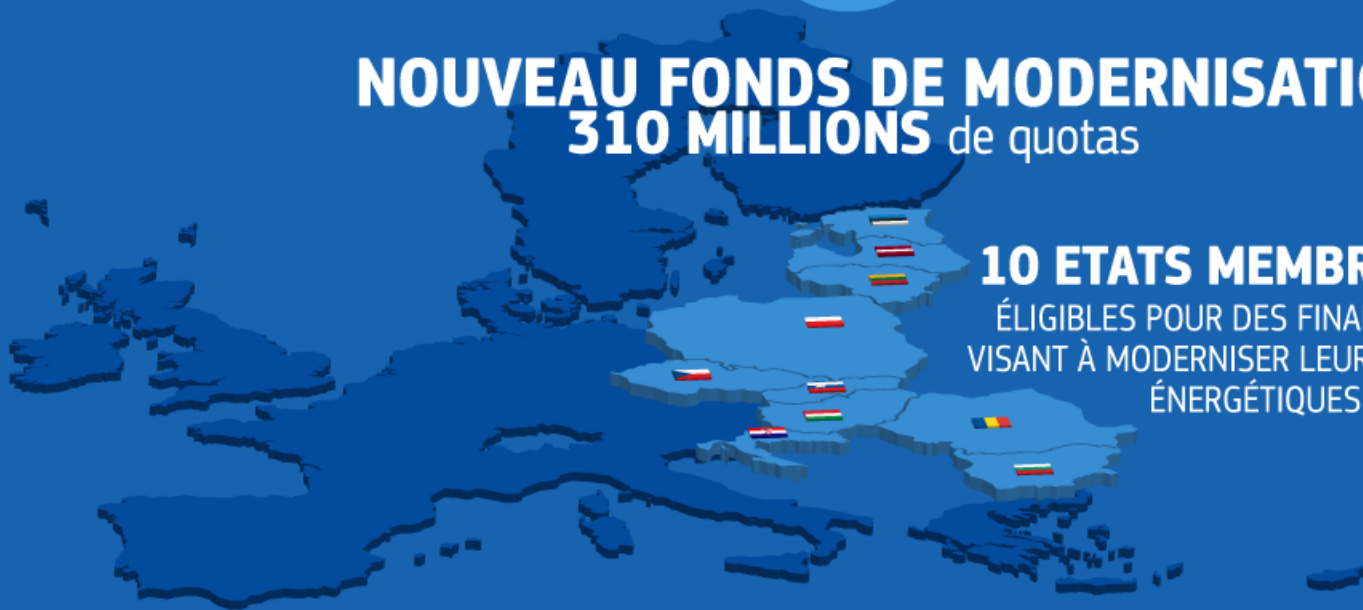 NOUVEAU FONDS DE MODERNISATIO
310 MILLIONS de quotas
10 ETATS MEMBR
ÉLIGIBLES POUR DES FINA
VISANT À MODERNISER LEUR
ÉNERGÉTIQUES